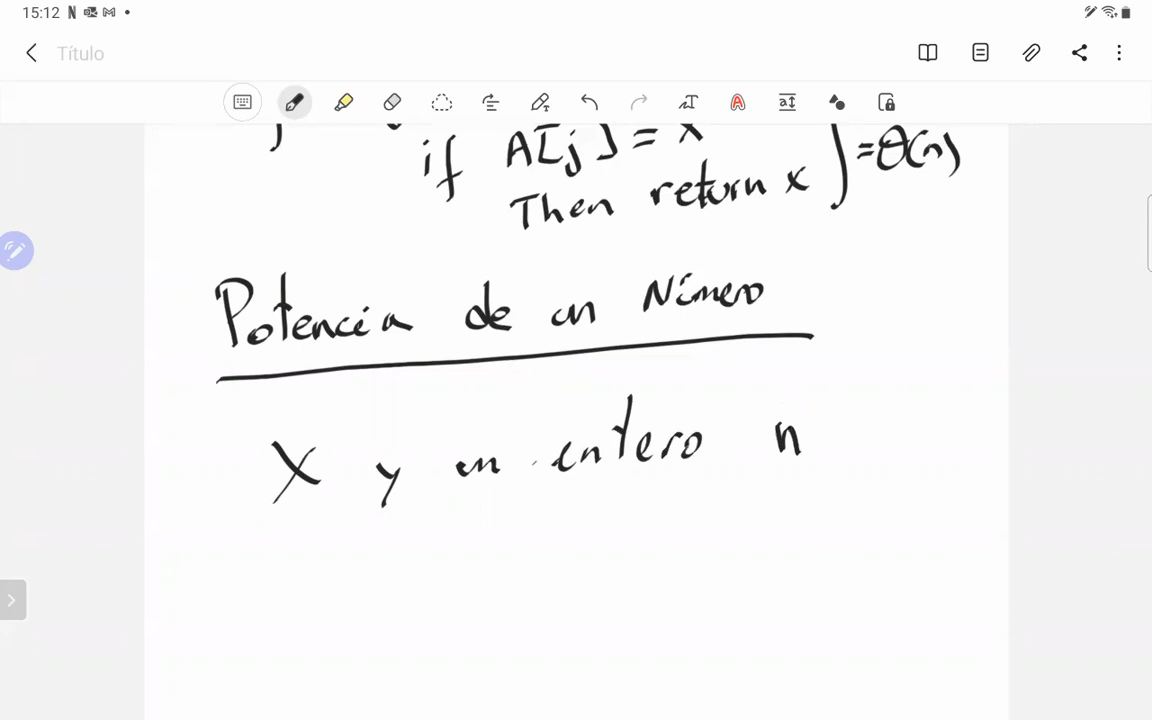 15:12
Título
if A[j] = x
Then return x } = Θ(n)
Potencia de un Número
X y un entero n